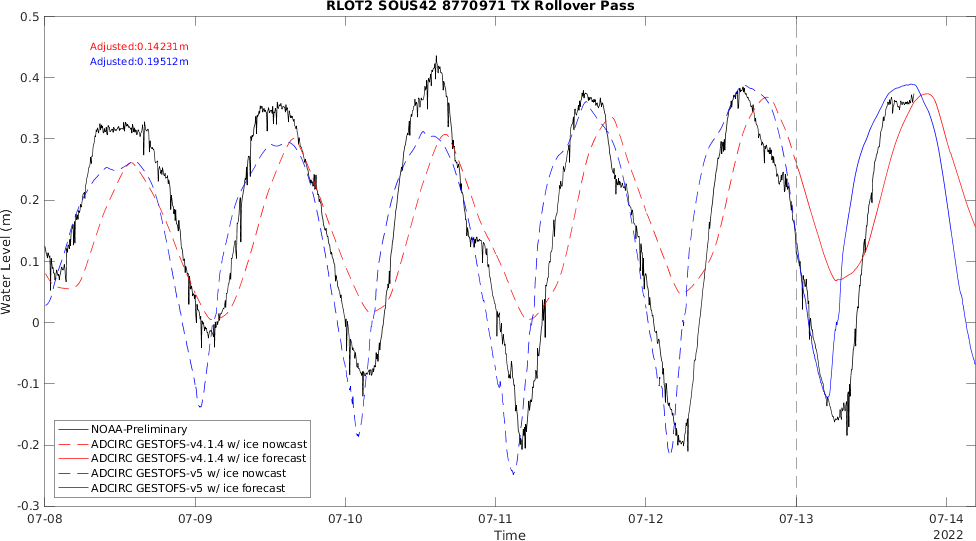 RLOT2 SOUS42 8770971 TX Rollover Pass
0.5
0.4
0.3
0.2
0.1
0
-0.1
-0.2
-0.3
Water Level (m)
Adjusted:0.14231m
Adjusted:0.19512m
NOAA-Preliminary
ADCIRC GESTOFS-v4.1.4 w/ ice nowcast
ADCIRC GESTOFS-v4.1.4 w/ ice forecast
ADCIRC GESTOFS-v5 w/ ice nowcast
ADCIRC GESTOFS-v5 w/ ice forecast
07-08 07-09 07-10 07-11 07-12 07-13 07-14
Time
2022